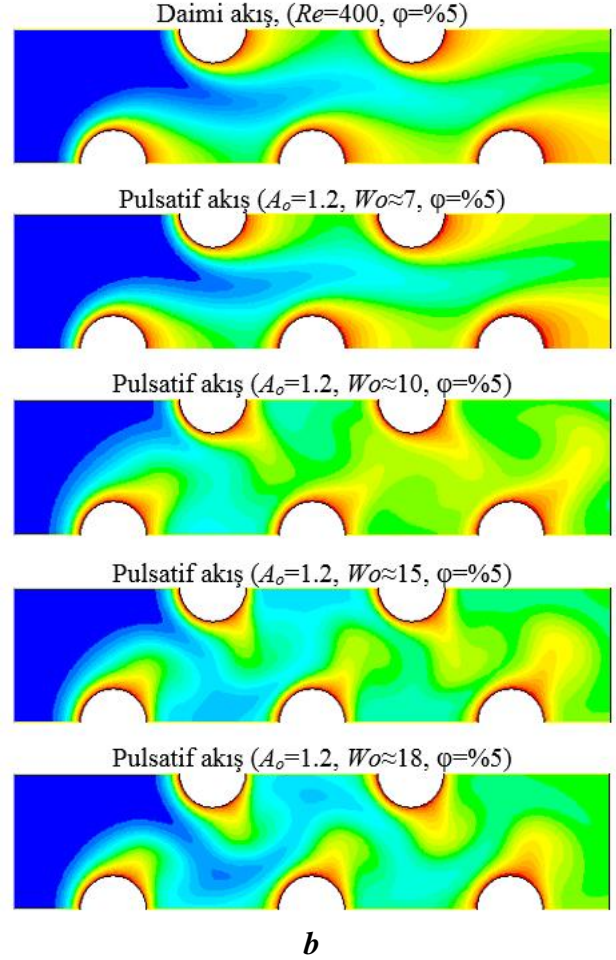 Daimi akış, (Re=400, φ=%5)
Pulsatif akış (Aₒ=1.2, Wo≈7, φ=%5)
Pulsatif akış (Aₒ=1.2, Wo≈10, φ=%5)
Pulsatif akış (Aₒ=1.2, Wo≈15, φ=%5)
Pulsatif akış (Aₒ=1.2, Wo≈18, φ=%5)
b